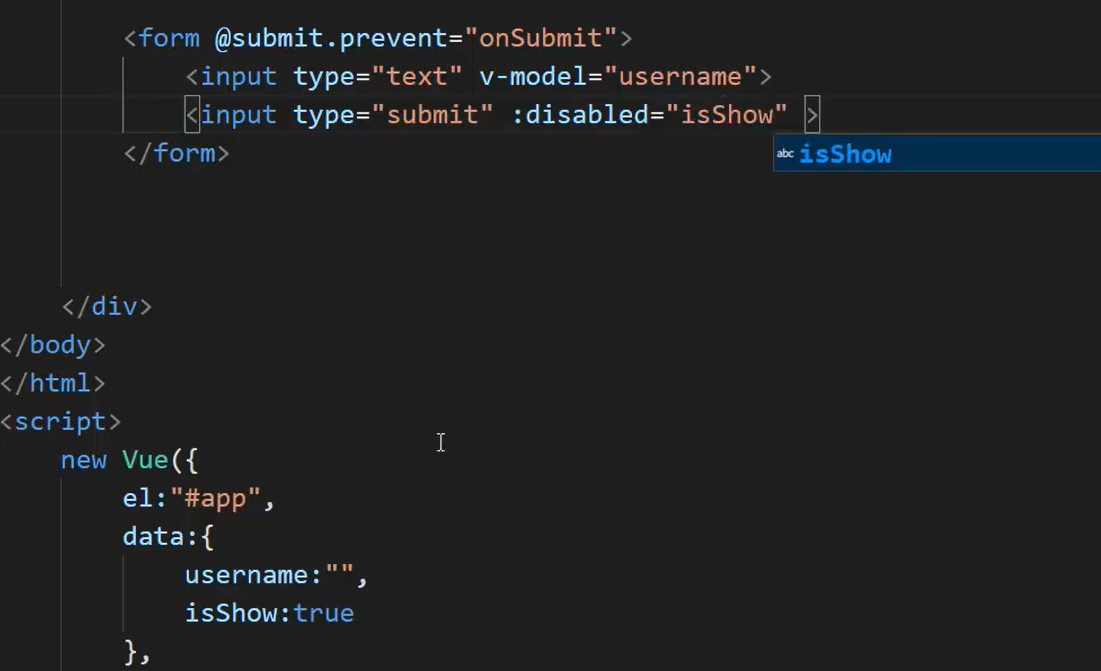 <form @submit.prevent="onSubmit">
<input type="text" v-model="username">
<input type="submit" :disabled="isShow" >
</form>
abc isShow
</div>
</body>
</html>
<script>
new Vue({
el:"#app",
data:{
username:"",
isShow:true
},